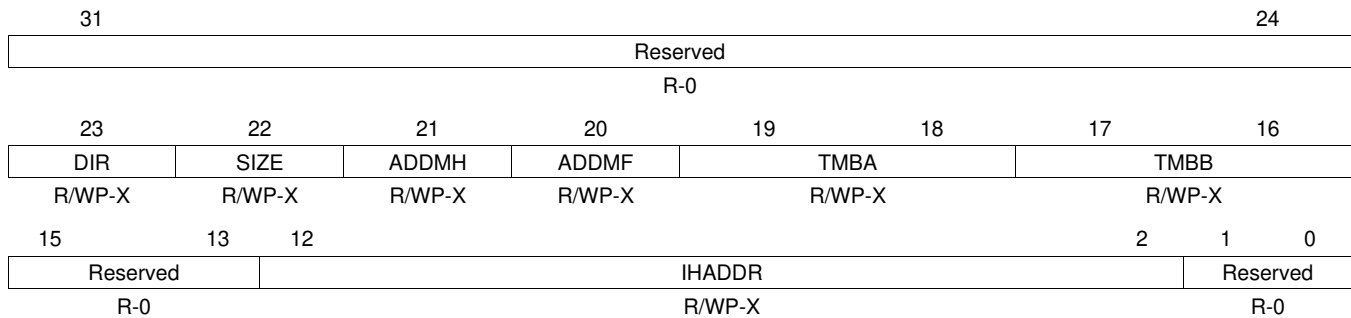 31 24
Reserved
R-0
23 22 21 20 19 18 17 16
DIR SIZE ADDMH ADDMF TMBA TMBB
R/WP-X R/WP-X R/WP-X R/WP-X R/WP-X R/WP-X
15 13 12 2 1 0
Reserved IHADDR Reserved
R-0 R/WP-X R-0